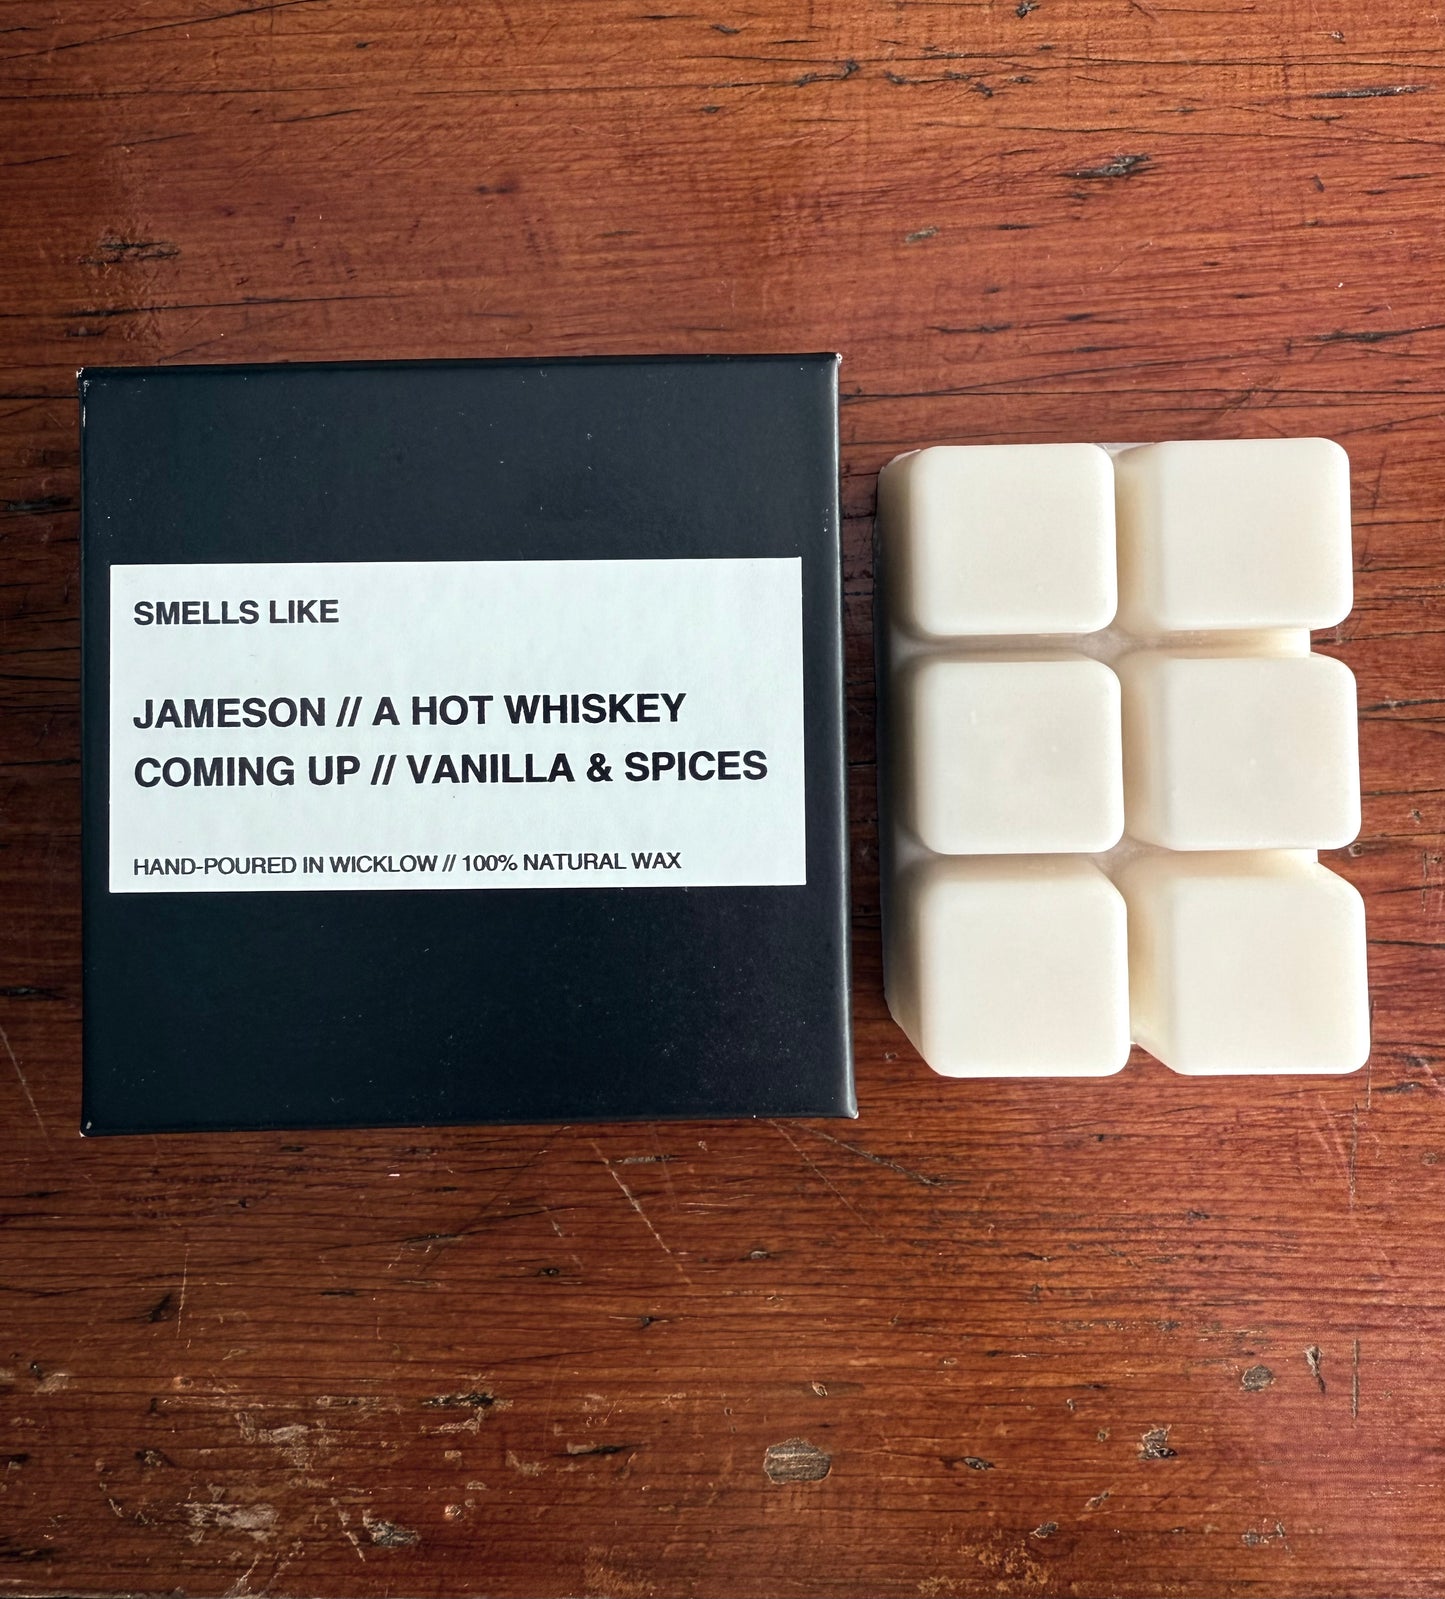 SMELLS LIKE
JAMESON // A HOT WHISKEY
COMING UP // VANILLA & SPICES
HAND-POURED IN WICKLOW // 100% NATURAL WAX